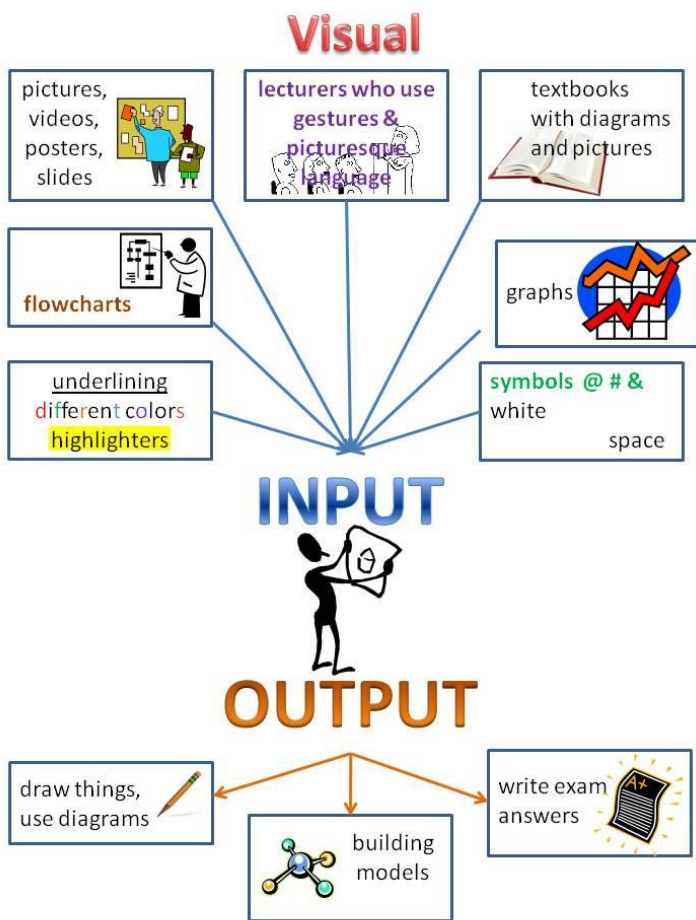 Visual
pictures,
videos,
posters,
slides
lecturers who use
gestures &
picturesque
language
textbooks
with diagrams
and pictures
flowcharts
graphs
underlining
different colors
highlighters
symbols @ # &
white
space
INPUT
OUTPUT
draw things,
use diagrams
building
models
write exam
answers
A+